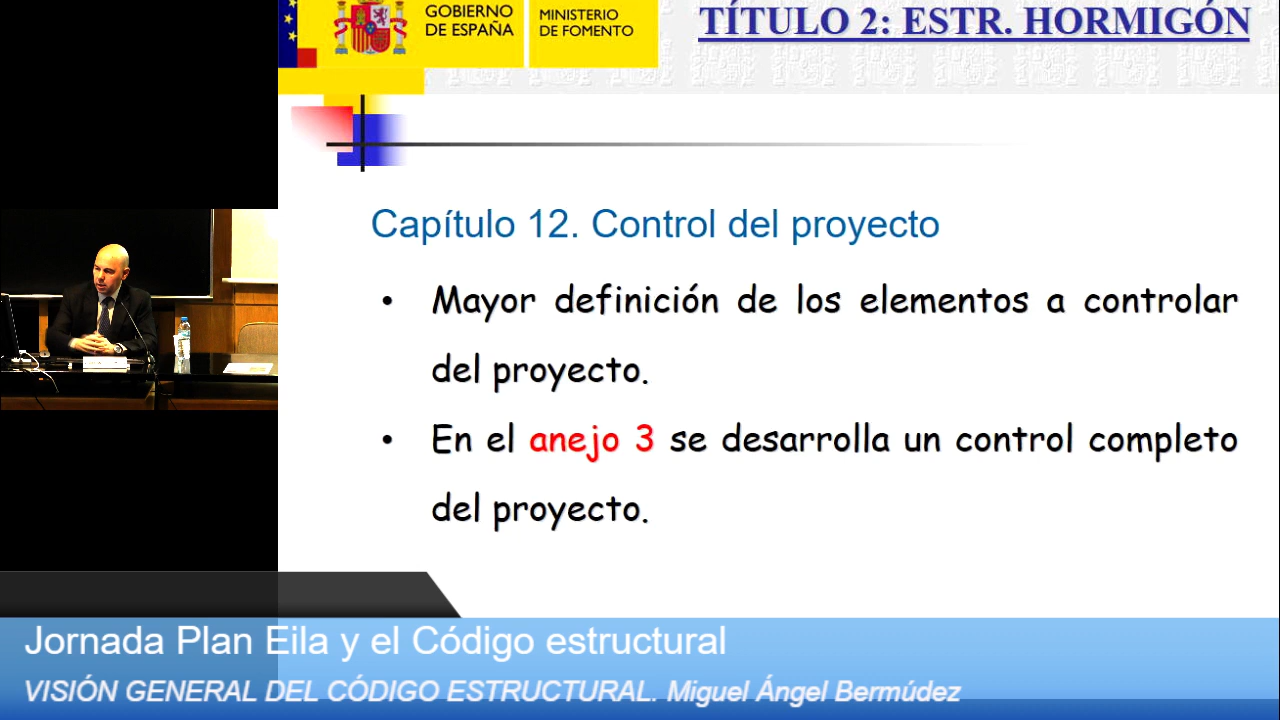 GOBIERNO
DE ESPAÑA
MINISTERIO
DE FOMENTO
TÍTULO 2: ESTR. HORMIGÓN
Capítulo 12. Control del proyecto
• Mayor definición de los elementos a controlar
del proyecto.
• En el anejo 3 se desarrolla un control completo
del proyecto.
Jornada Plan Eila y el Código estructural
VISIÓN GENERAL DEL CÓDIGO ESTRUCTURAL. Miguel Ángel Bermúdez